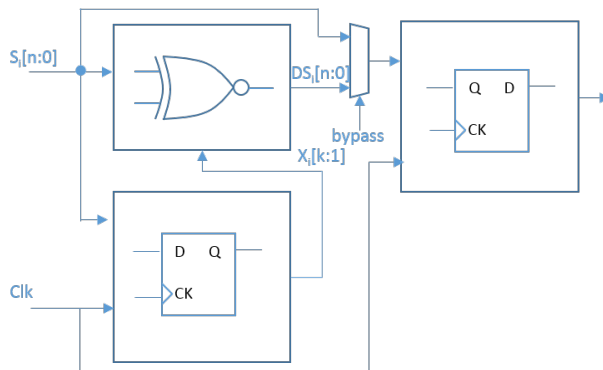 Sᵢ[n:0]
DSᵢ[n:0]
bypass
Xᵢ[k:1]
Q D
CK
D Q
CK
Clk